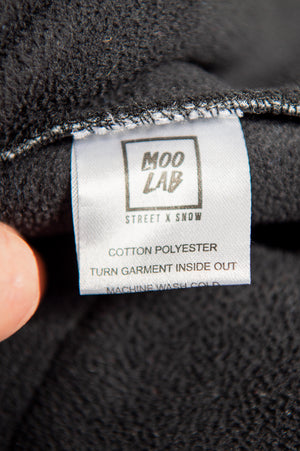 MOO
LAB
STREET X SNOW
COTTON POLYESTER
TURN GARMENT INSIDE OUT
MACHINE WASH COLD